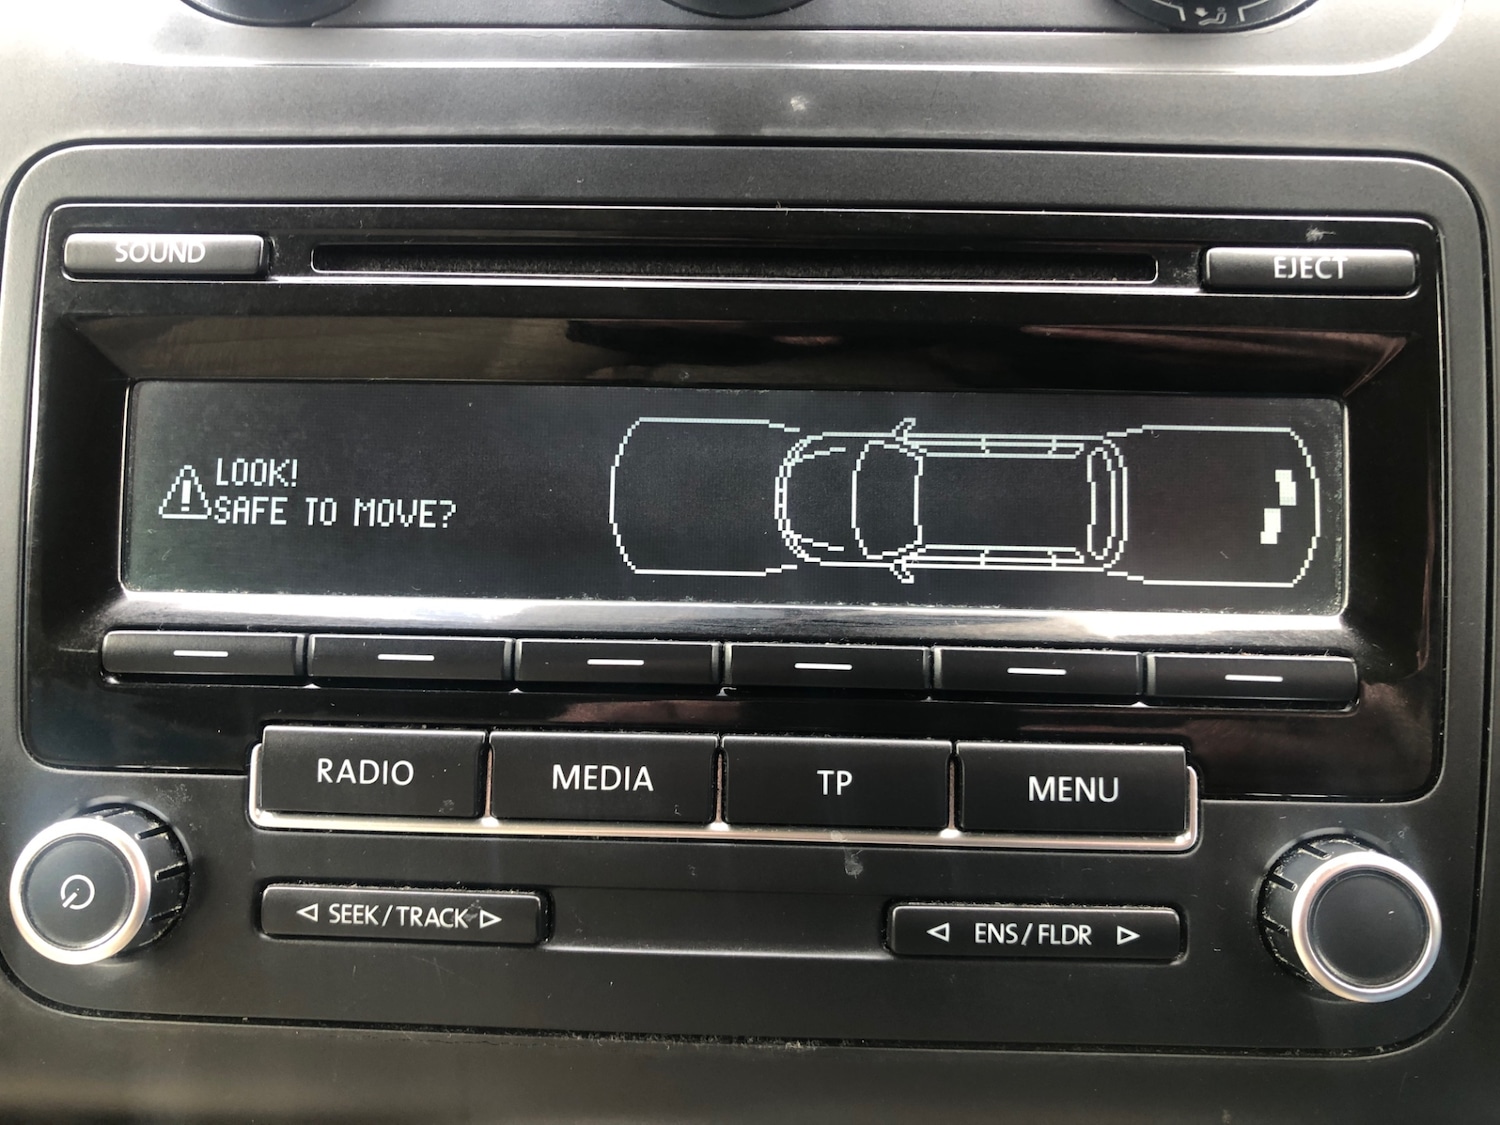 SOUND
EJECT
LOOK!
SAFE TO MOVE?
RADIO
MEDIA
TP
MENU
SEEK/TRACK
ENS/FLDR